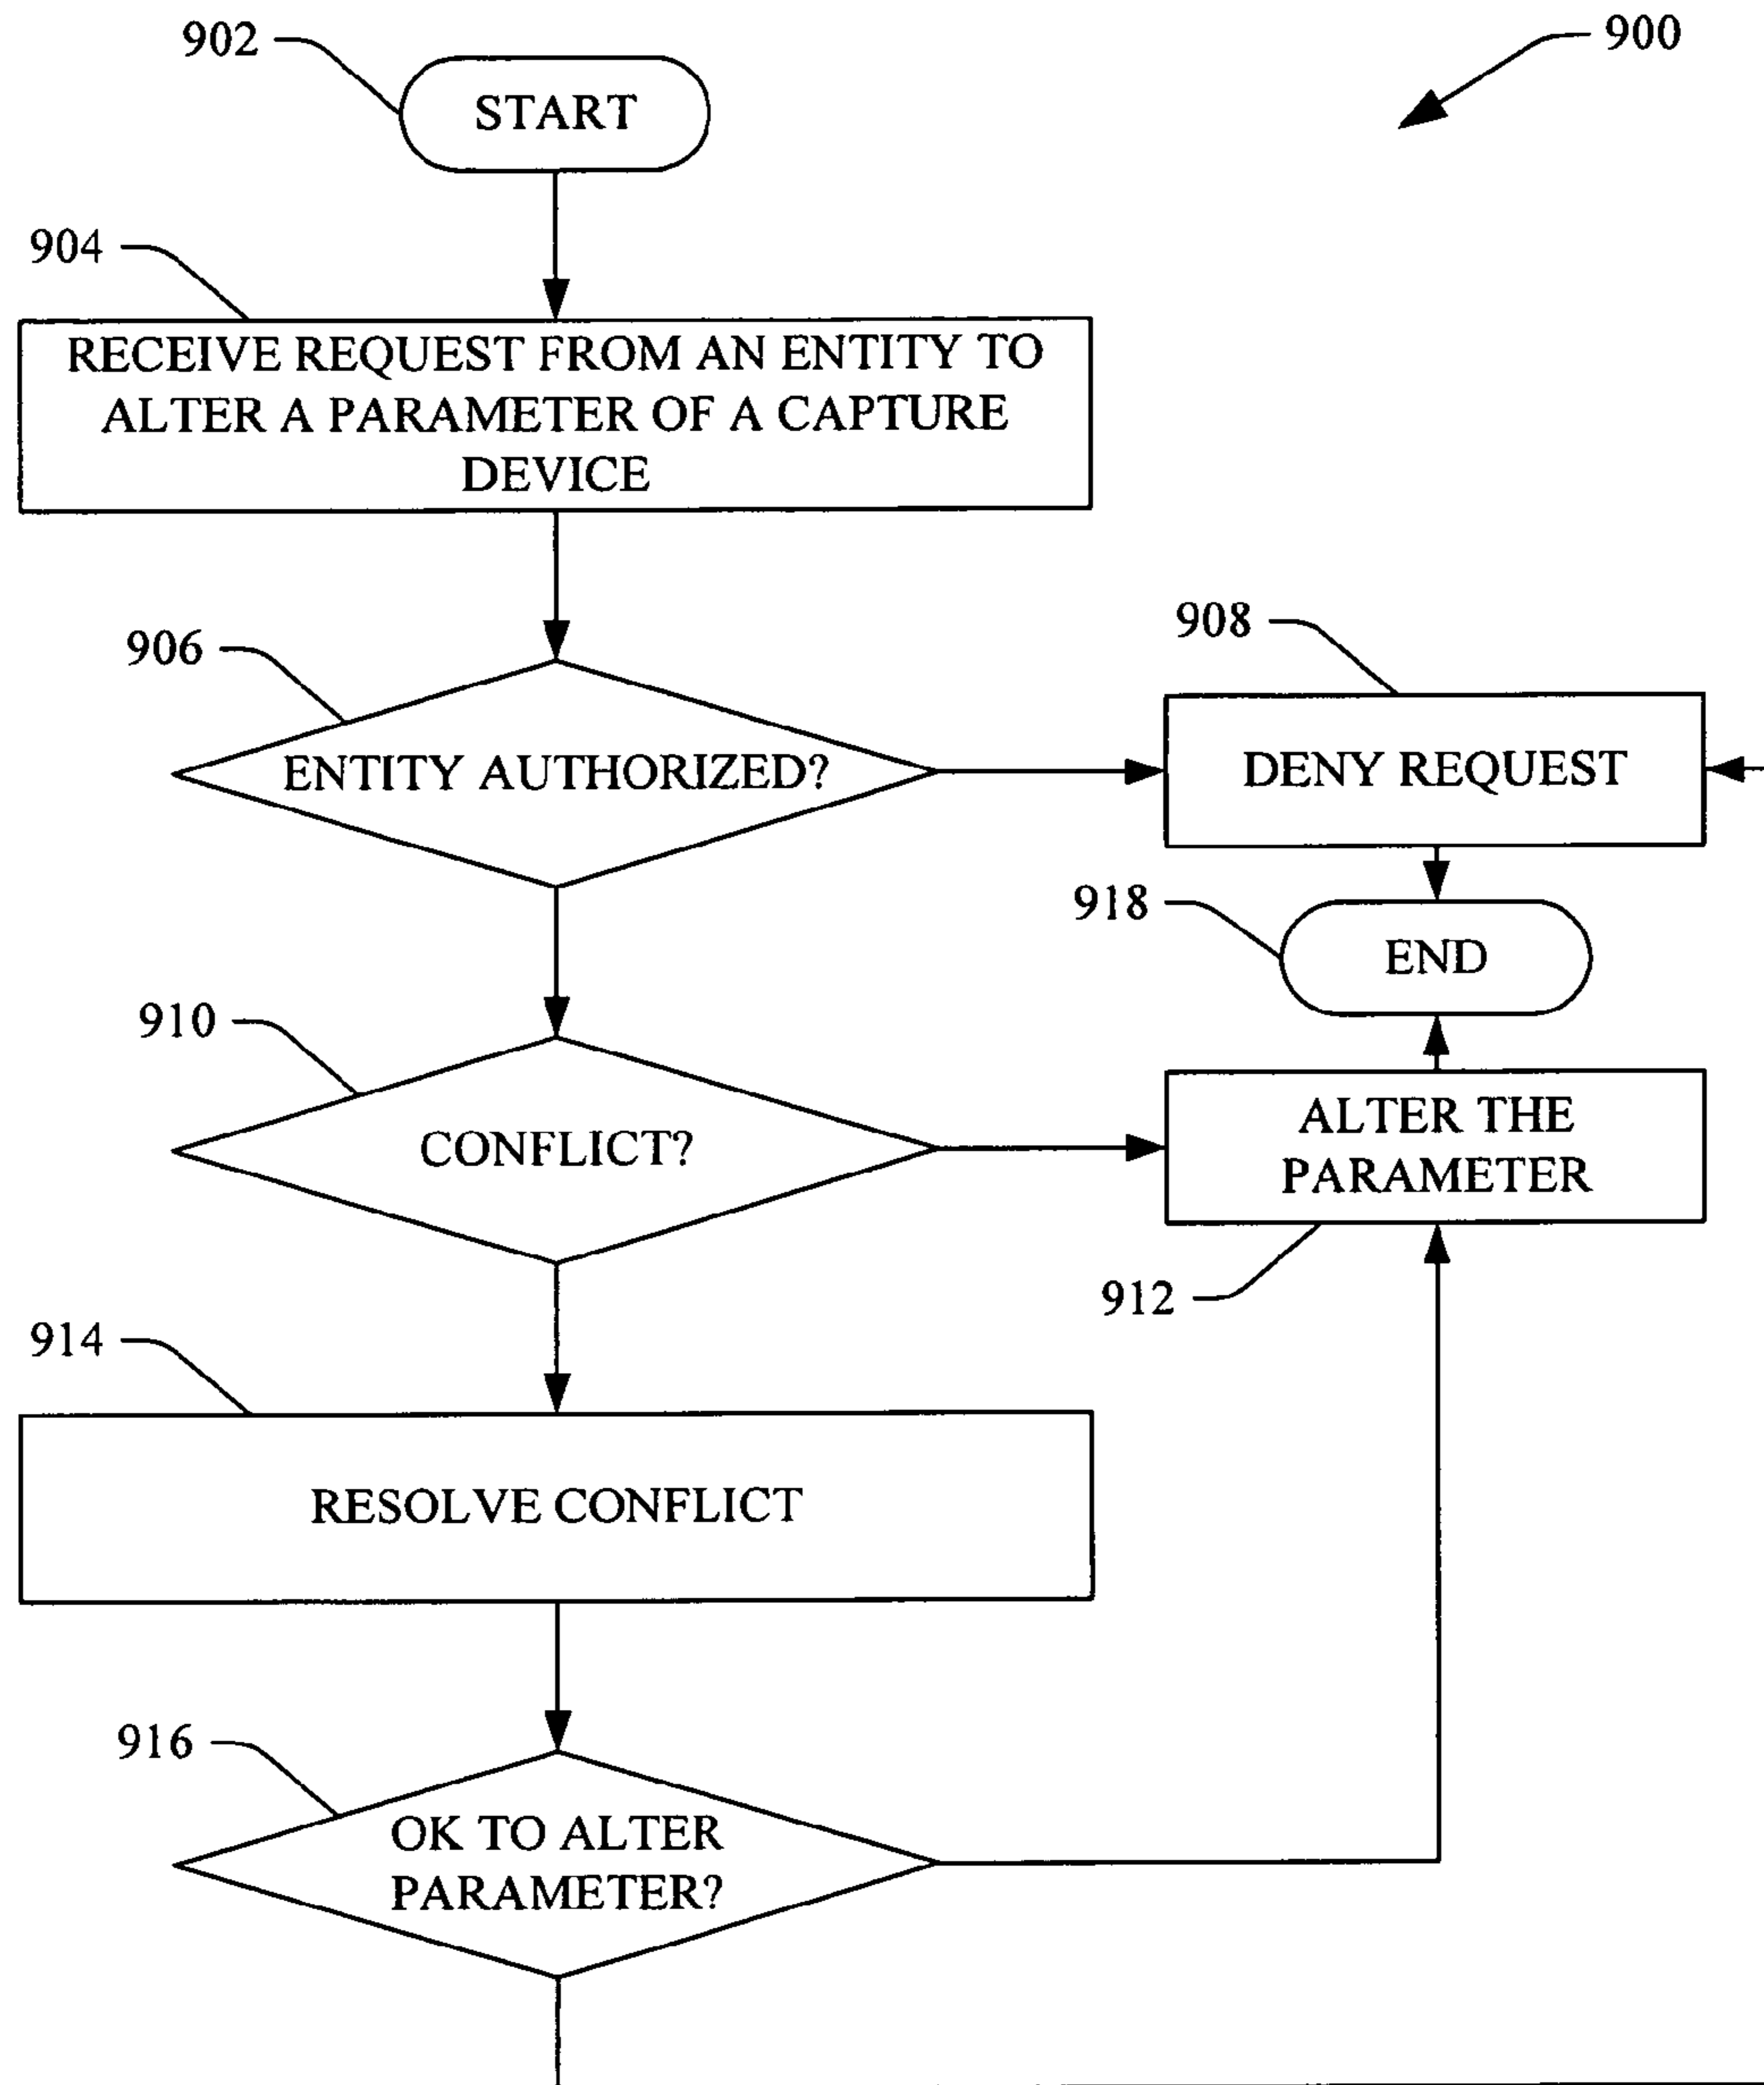 902
START
900
904
RECEIVE REQUEST FROM AN ENTITY TO
ALTER A PARAMETER OF A CAPTURE
DEVICE
906
ENTITY AUTHORIZED?
908
DENY REQUEST
918
END
910
CONFLICT?
ALTER THE
PARAMETER
912
914
RESOLVE CONFLICT
916
OK TO ALTER
PARAMETER?